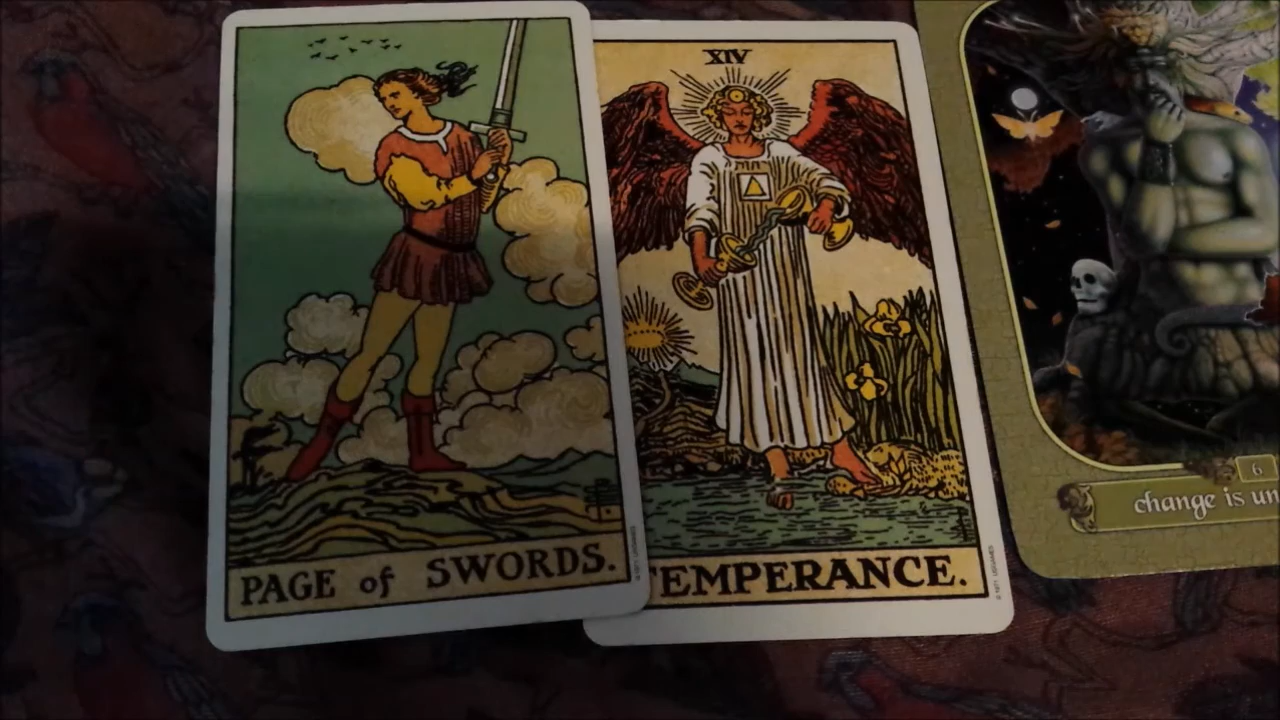 PAGE of SWORDS.
XIV
TEMPERANCE.
6
change is un